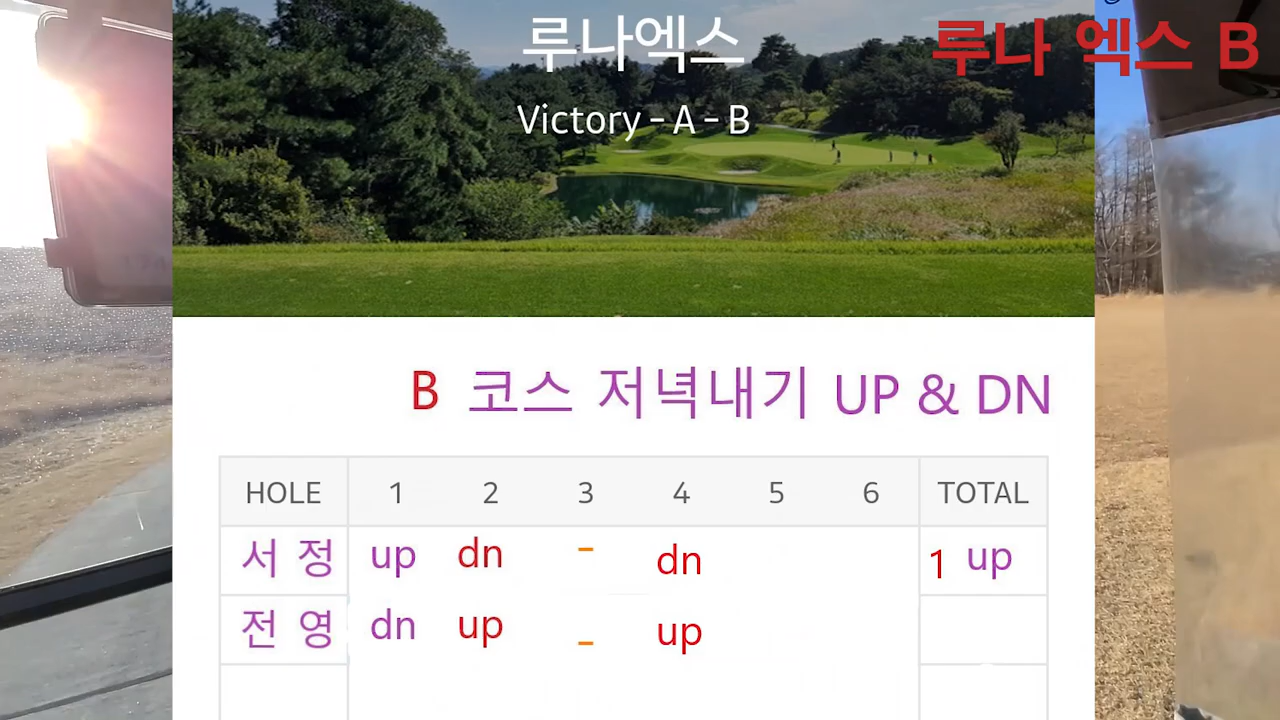 루나엑스
루나 엑스 B
Victory - A - B
B 코스 저녁내기 UP & DN
HOLE 1 2 3 4 5 6 TOTAL
서 정 up dn - dn 1 up
전 영 dn up - up